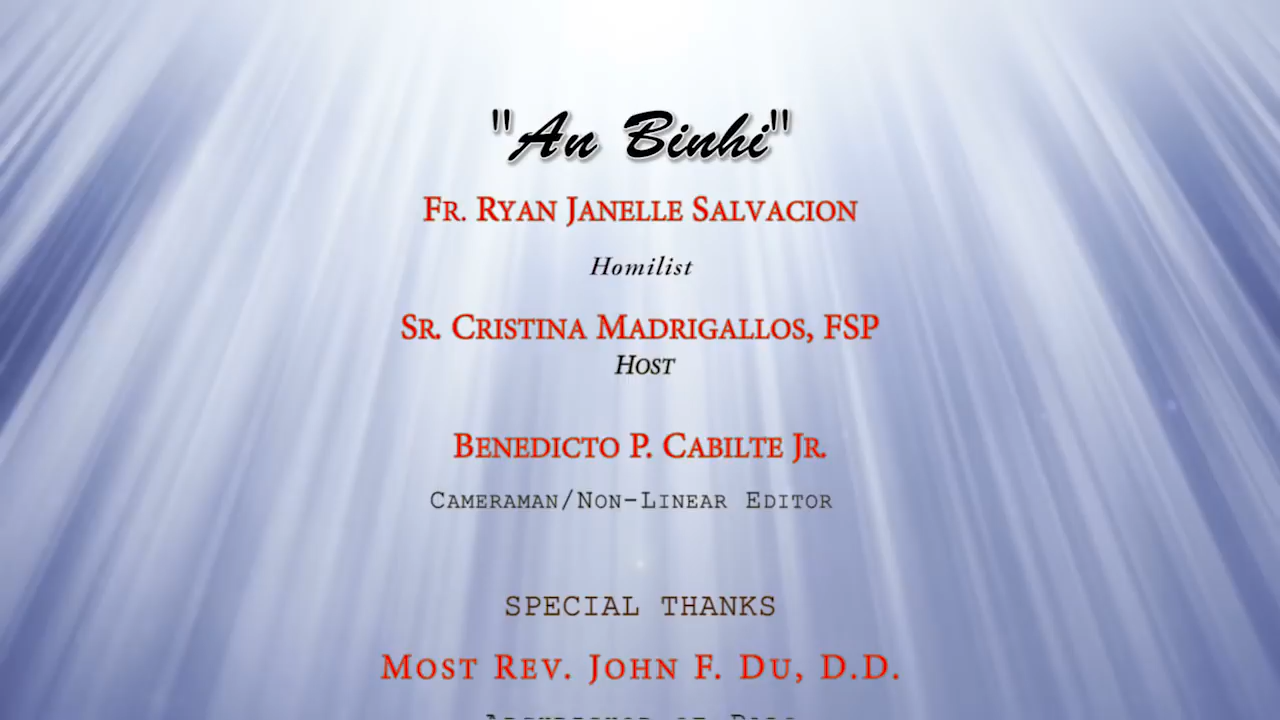 "An Binhi"
Fr. Ryan Janelle Salvacion
Homilist
Sr. Cristina Madrigallos, FSP
Host
Benedicto P. Cabilte Jr.
Cameraman/Non-Linear Editor
SPECIAL THANKS
Most Rev. John F. Du, D.D.